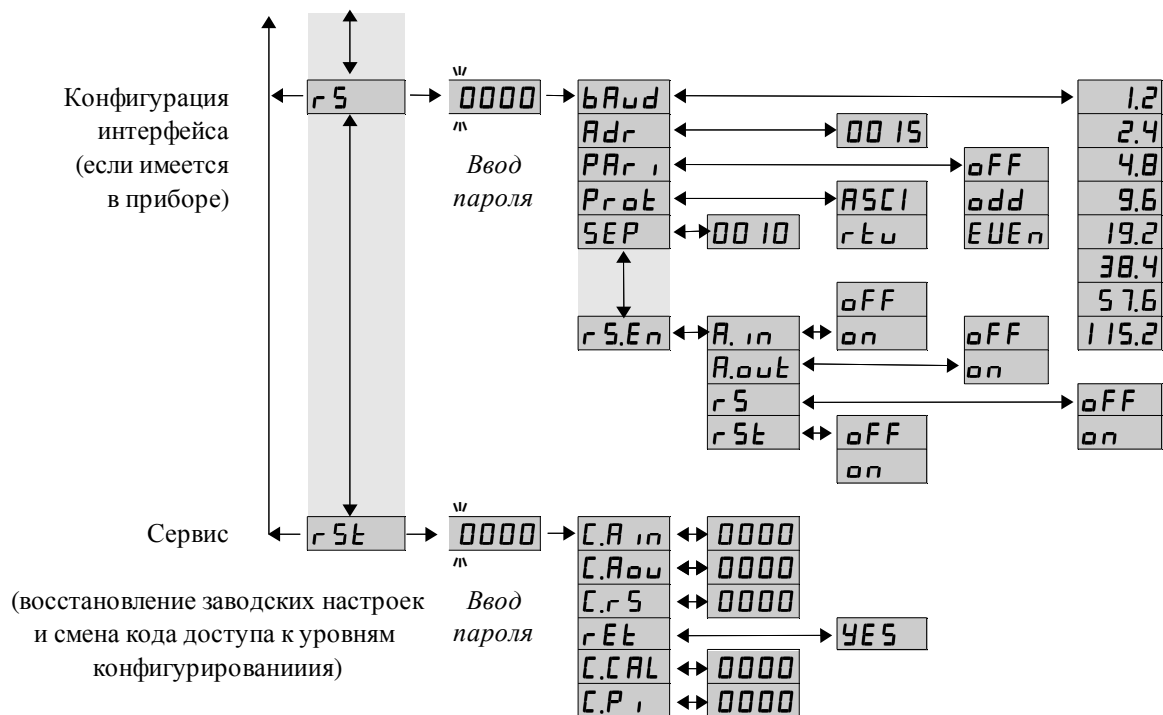 Конфигурация
интерфейса
(если имеется
в приборе)
rS
0000
Ввод
пароля
bAud
Adr
PAri
Prot
SEP
rS.En
0015
ASCI
rtu
0010
oFF
odd
EUEn
1.2
2.4
4.8
9.6
19.2
38.4
57.6
115.2
A.in
A.out
rS
rSt
oFF
on
oFF
on
oFF
on
oFF
on
Сервис
(восстановление заводских настроек
и смена кода доступа к уровням
конфигурированииия)
rSt
0000
Ввод
пароля
C.Ain
0000
C.Aou
0000
C.rS
0000
rEt
YES
C.CAL
0000
C.Pi
0000